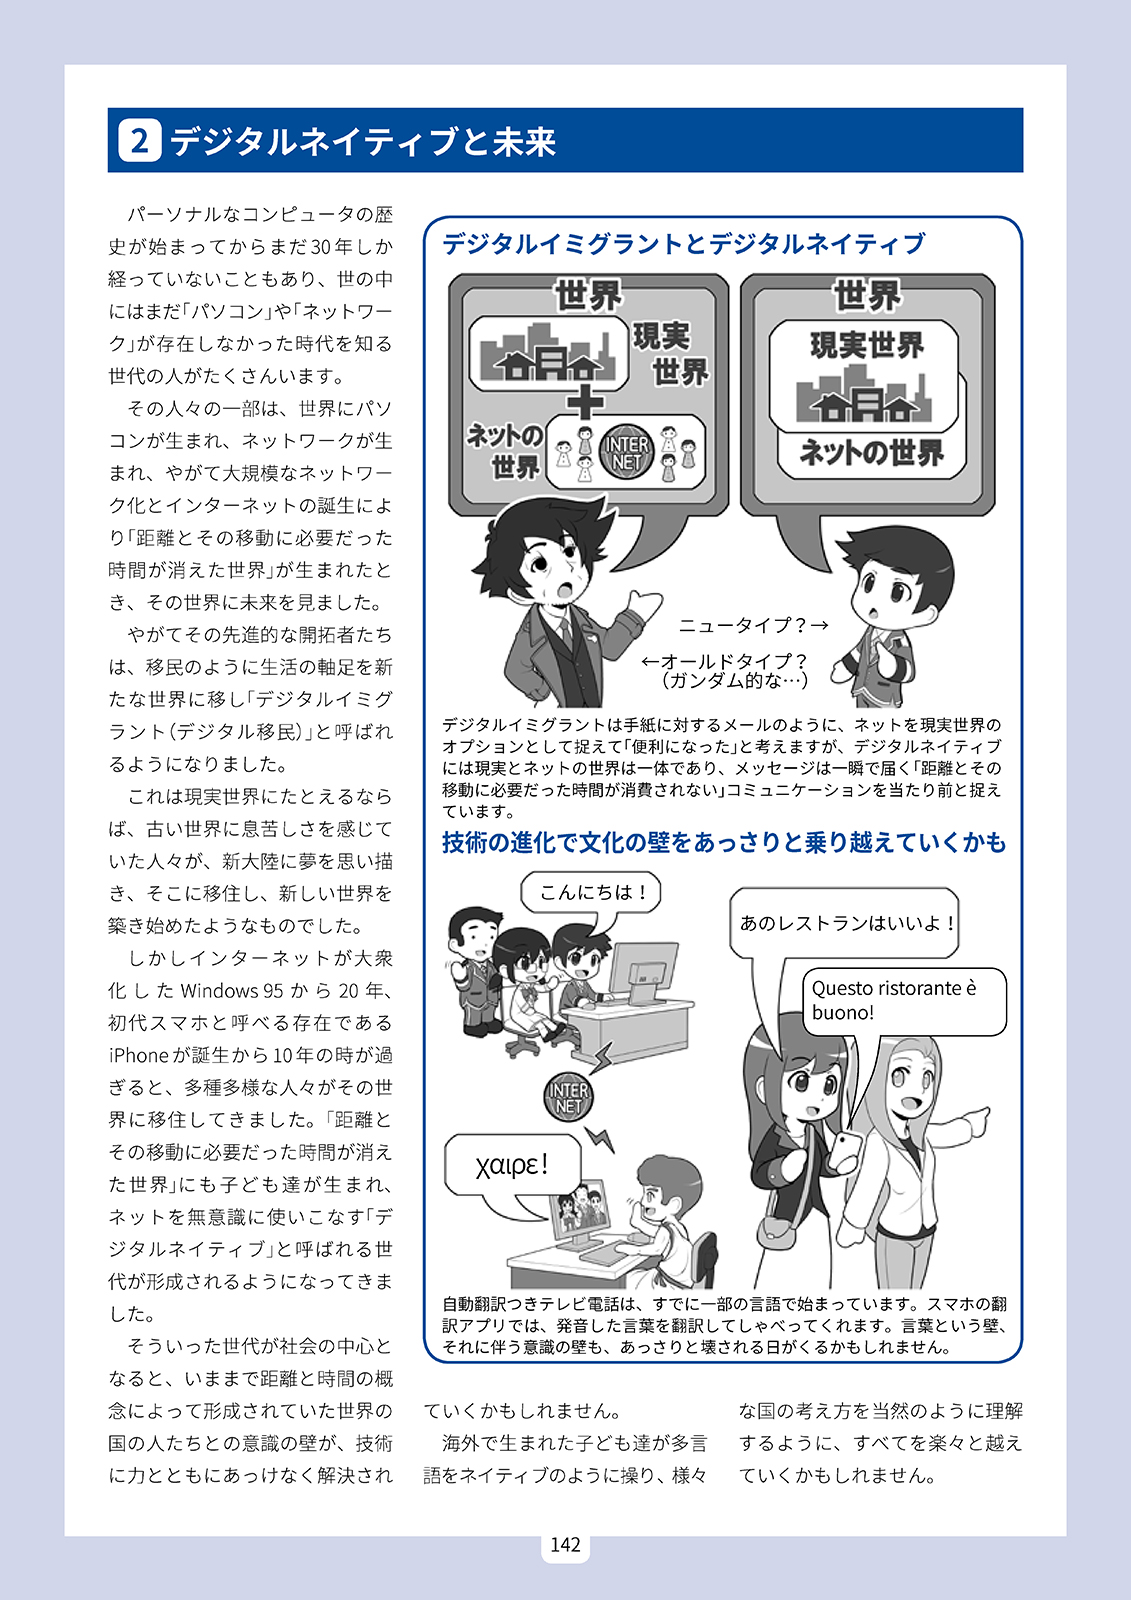 2 デジタルネイティブと未来
パーソナルなコンピュータの歴
史が始まってからまだ30年しか
経っていないこともあり、世の中
にはまだ「パソコン」や「ネットワー
ク」が存在しなかった時代を知る
世代の人がたくさんいます。
その人々の一部は、世界にパソ
コンが生まれ、ネットワークが生
まれ、やがて大規模なネットワー
ク化とインターネットの誕生によ
り「距離とその移動に必要だった
時間が消えた世界」が生まれたと
き、その世界に未来を見ました。
やがてその先進的な開拓者たち
は、移民のように生活の軸足を新
たな世界に移し「デジタルイミグ
ラント（デジタル移民）」と呼ばれ
るようになりました。
これは現実世界にたとえるなら
ば、古い世界に息苦しさを感じて
いた人々が、新大陸に夢を思い描
き、そこに移住し、新しい世界を
築き始めたようなものでした。
しかしインターネットが大衆
化した Windows 95 から 20 年、
初代スマホと呼べる存在である
iPhoneが誕生から10年の時が過
ぎると、多種多様な人々がその世
界に移住してきました。「距離と
その移動に必要だった時間が消え
た世界」にも子ども達が生まれ、
ネットを無意識に使いこなす「デ
ジタルネイティブ」と呼ばれる世
代が形成されるようになってきま
した。
そういった世代が社会の中心と
なると、いままで距離と時間の概
念によって形成されていた世界の
国の人たちとの意識の壁が、技術
に力とともにあっけなく解決され
デジタルイミグラントとデジタルネイティブ
世界
現実
世界
+
ネットの
世界
INTER
NET
世界
現実世界
ネットの世界
ニュータイプ？→
←オールドタイプ？
（ガンダム的な…）
デジタルイミグラントは手紙に対するメールのように、ネットを現実世界の
オプションとして捉えて「便利になった」と考えますが、デジタルネイティブ
には現実とネットの世界は一体であり、メッセージは一瞬で届く「距離とその
移動に必要だった時間が消費されない」コミュニケーションを当たり前と捉え
ています。
技術の進化で文化の壁をあっさりと乗り越えていくかも
こんにちは！
あのレストランはいいよ！
Questo ristorante è
buono!
INTER
NET
χαιρε!
自動翻訳つきテレビ電話は、すでに一部の言語で始まっています。スマホの翻
訳アプリでは、発音した言葉を翻訳してしゃべってくれます。言葉という壁、
それに伴う意識の壁も、あっさりと壊される日がくるかもしれません。
ていくかもしれません。
海外で生まれた子ども達が多言
語をネイティブのように操り、様々
な国の考え方を当然のように理解
するように、すべてを楽々と越え
ていくかもしれません。
142